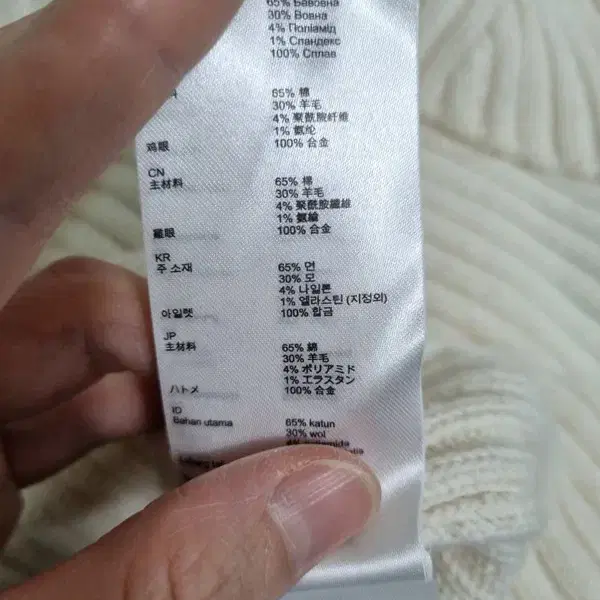 65% Бавовна
30% Вовна
4% Поліамід
1% Спандекс
100% Сплав
65% 棉
30% 羊毛
4% 聚酰胺纤维
1% 氨纶
鸡眼 100% 合金
CN
主材料 65% 棉
30% 羊毛
4% 聚酰胺纖維
1% 氨綸
雞眼 100% 合金
KR
주 소재 65% 면
30% 모
4% 나일론
1% 엘라스틴 (지정외)
아일렛 100% 합금
JP
主材料 65% 綿
30% 羊毛
4% ポリアミド
1% エラスタン
ハトメ 100% 合金
ID
Bahan utama 65% katun
30% wol